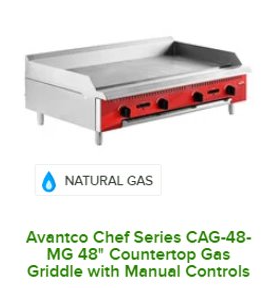 NATURAL GAS
Avantco Chef Series CAG-48-
MG 48" Countertop Gas
Griddle with Manual Controls